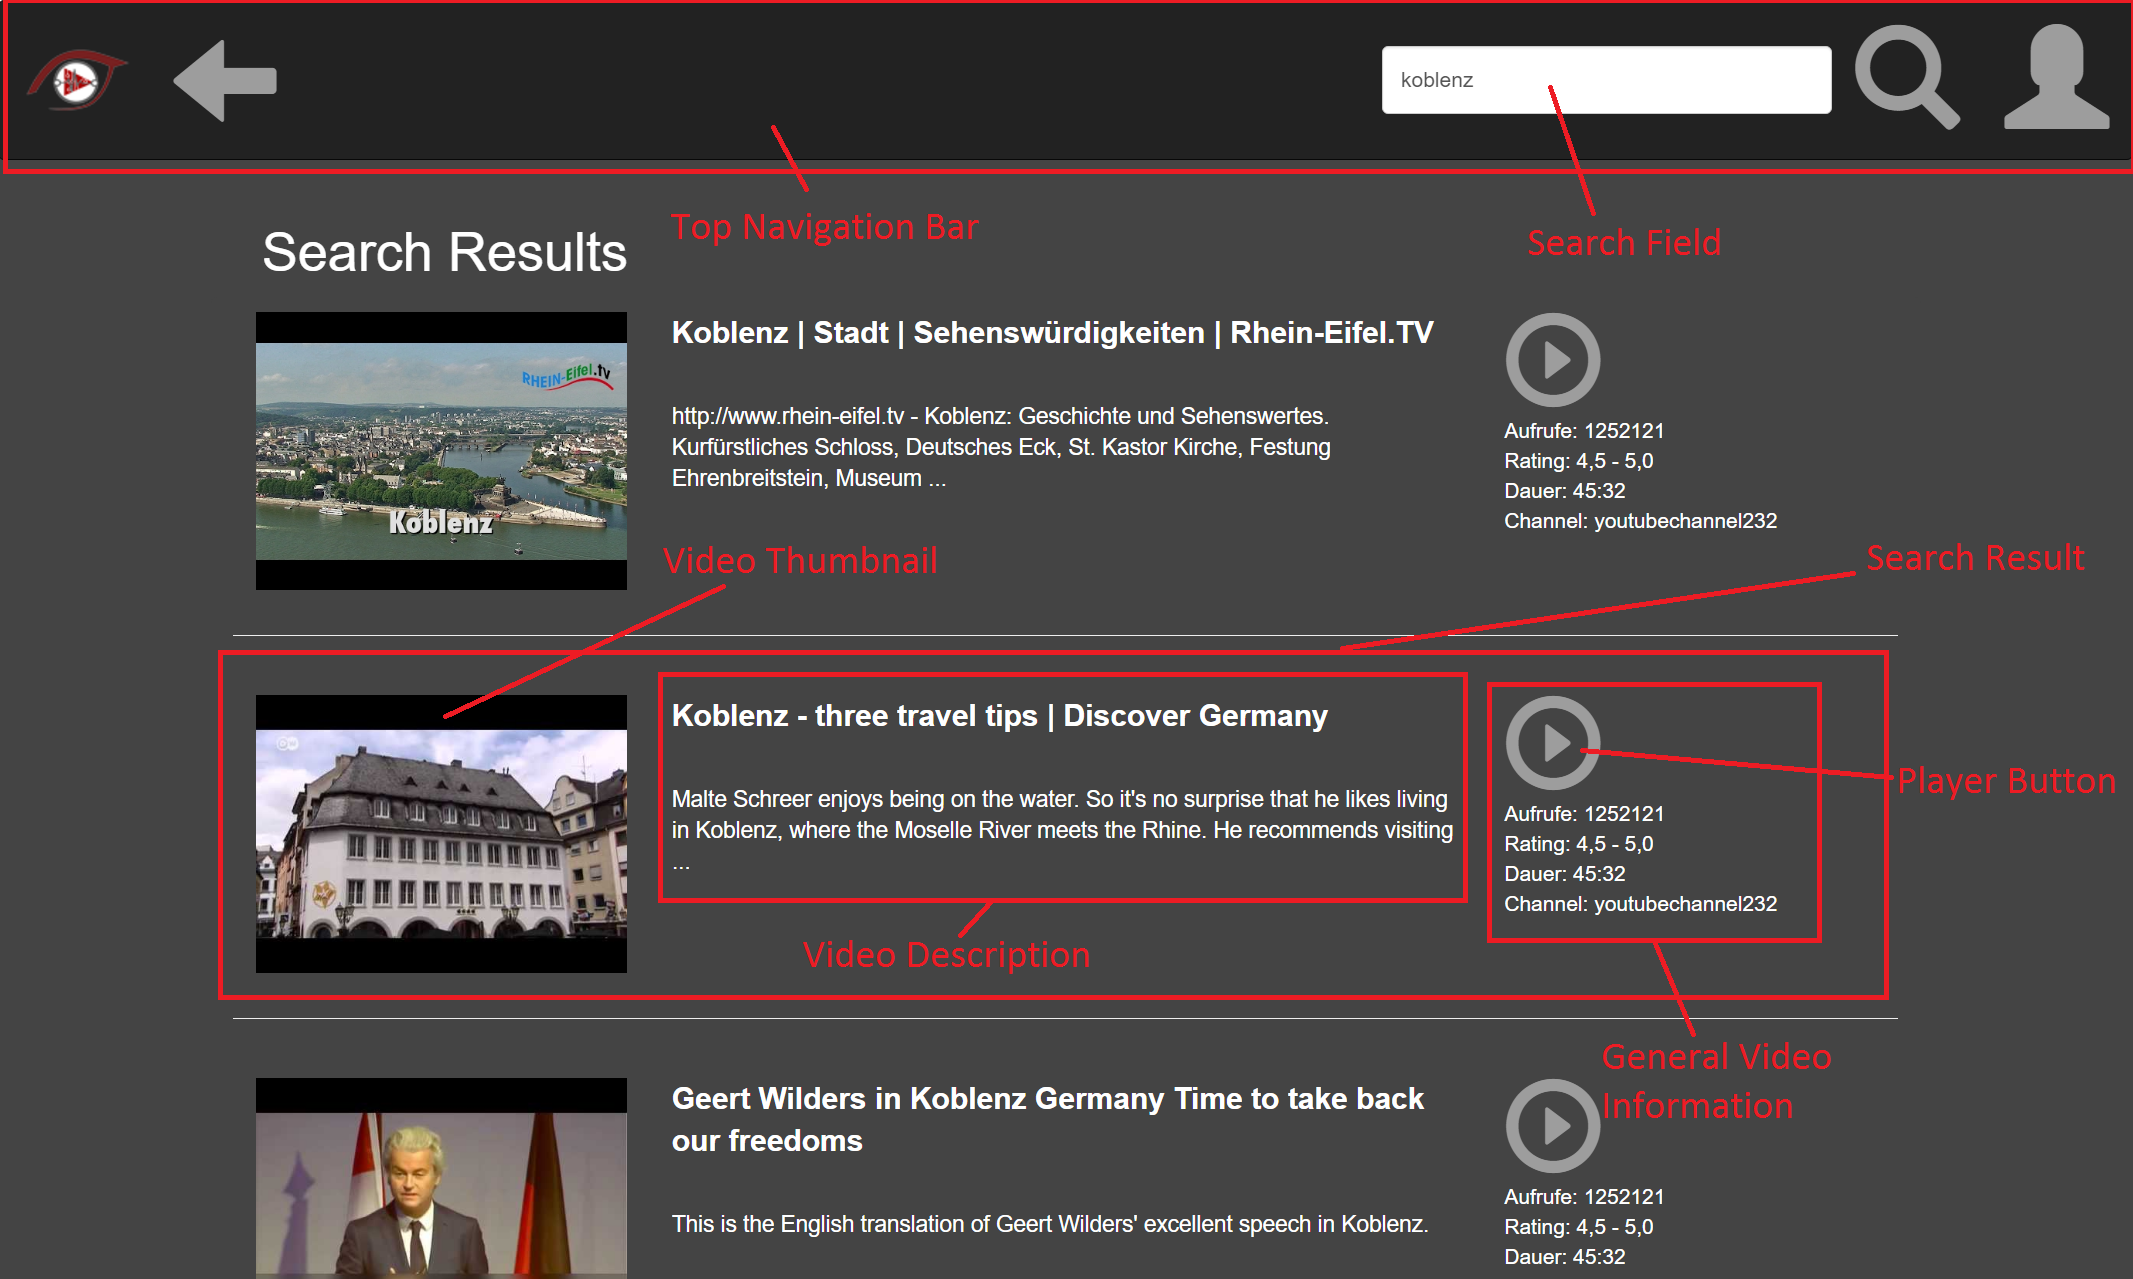 koblenz
Top Navigation Bar
Search Field
Search Results
Koblenz | Stadt | Sehenswürdigkeiten | Rhein-Eifel.TV
RHEIN-Eifel.tv
http://www.rhein-eifel.tv - Koblenz: Geschichte und Sehenswertes.
Kurfürstliches Schloss, Deutsches Eck, St. Kastor Kirche, Festung
Ehrenbreitstein, Museum ...
Koblenz
Aufrufe: 1252121
Rating: 4,5 - 5,0
Dauer: 45:32
Channel: youtubechannel232
Video Thumbnail
Search Result
DW
Koblenz - three travel tips | Discover Germany
Malte Schreer enjoys being on the water. So it's no surprise that he likes living
in Koblenz, where the Moselle River meets the Rhine. He recommends visiting
...
Player Button
Aufrufe: 1252121
Rating: 4,5 - 5,0
Dauer: 45:32
Channel: youtubechannel232
Video Description
General Video
Information
Geert Wilders in Koblenz Germany Time to take back
our freedoms
This is the English translation of Geert Wilders' excellent speech in Koblenz.
Aufrufe: 1252121
Rating: 4,5 - 5,0
Dauer: 45:32